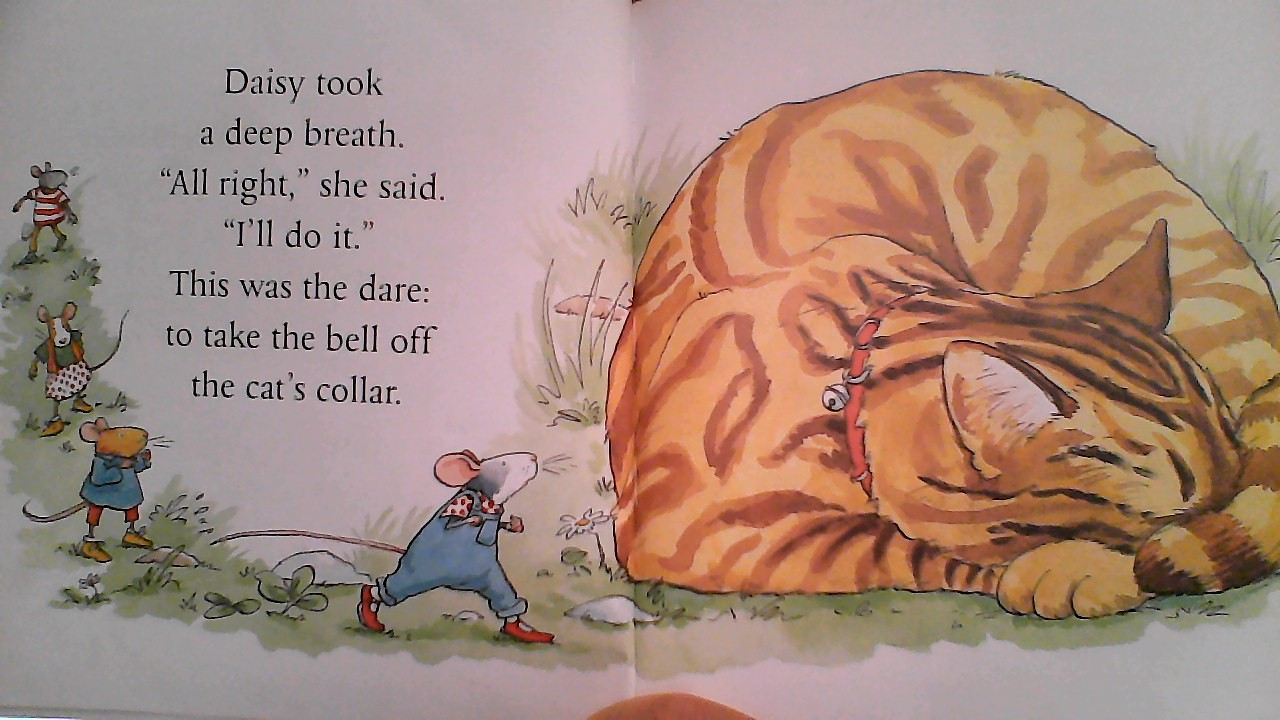 Daisy took
a deep breath.
“All right,” she said.
“I’ll do it.”
This was the dare:
to take the bell off
the cat’s collar.